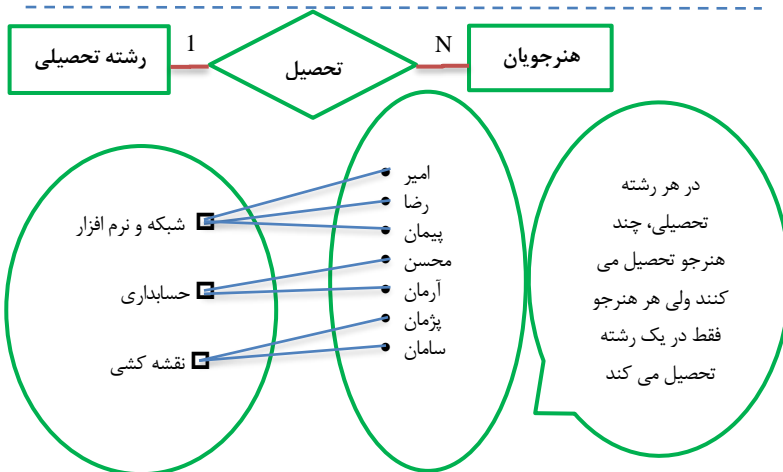 هنرجویان
N
تحصیل
1
رشته تحصیلی
در هر رشته
تحصیلی، چند
هنرجو تحصیل می
کنند ولی هر هنرجو
فقط در یک رشته
تحصیل می کند
امیر
رضا
پیمان
محسن
آرمان
پژمان
سامان
شبکه و نرم افزار
حسابداری
نقشه کشی